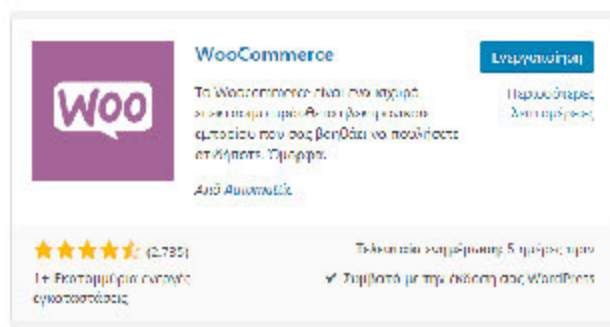 WOO
WooCommerce
Ενεργοποίηση
Το Woocommerce είναι ένα ισχυρό
επεκτάσιμο πρόσθετο ηλεκτρονικού
εμπορίου που σας βοηθάει να πουλήσετε
οτιδήποτε. Όμορφα.
Από Automattic
Περισσότερες
λεπτομέρειες
(2.735)
1+ Εκατομμύρια ενεργές
εγκαταστάσεις
Τελευταία ενημέρωση: 5 ημέρες πριν
✔ Συμβατό με την έκδοση σας WordPress